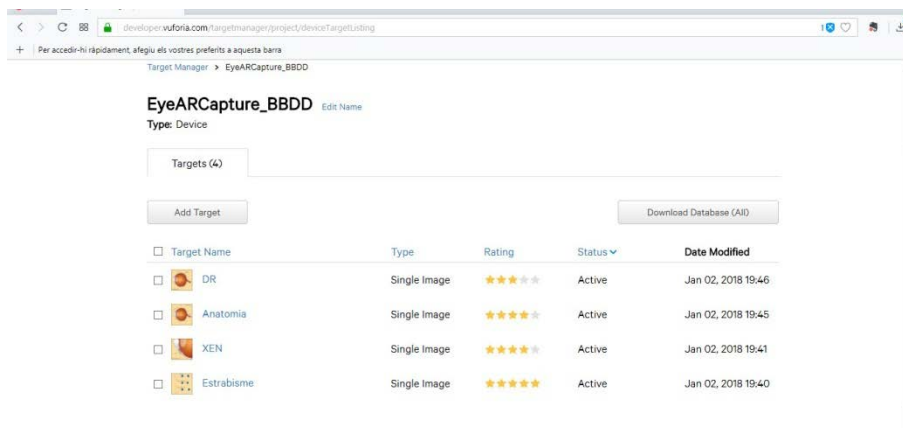 developer.vuforia.com/targetmanager/project/deviceTargetListing
Per accedir-hi ràpidament, afegiu els vostres preferits a aquesta barra
Target Manager > EyeARCapture_BBDD
EyeARCapture_BBDD Edit Name
Type: Device
Targets (4)
Add Target Download Database (All)
Target Name Type Rating Status Date Modified
DR Single Image Active Jan 02, 2018 19:46
Anatomia Single Image Active Jan 02, 2018 19:45
XEN Single Image Active Jan 02, 2018 19:41
Estrabisme Single Image Active Jan 02, 2018 19:40